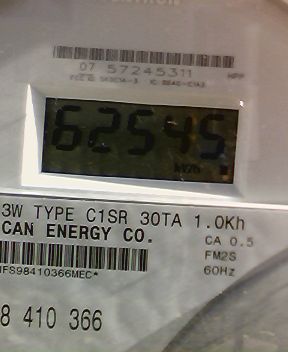 07 57245311
62545
3W TYPE C1SR 30TA 1.0Kh
CAN ENERGY CO.
CA 0.5
FM2S
60Hz
IFS98410366MEC*
8 410 366